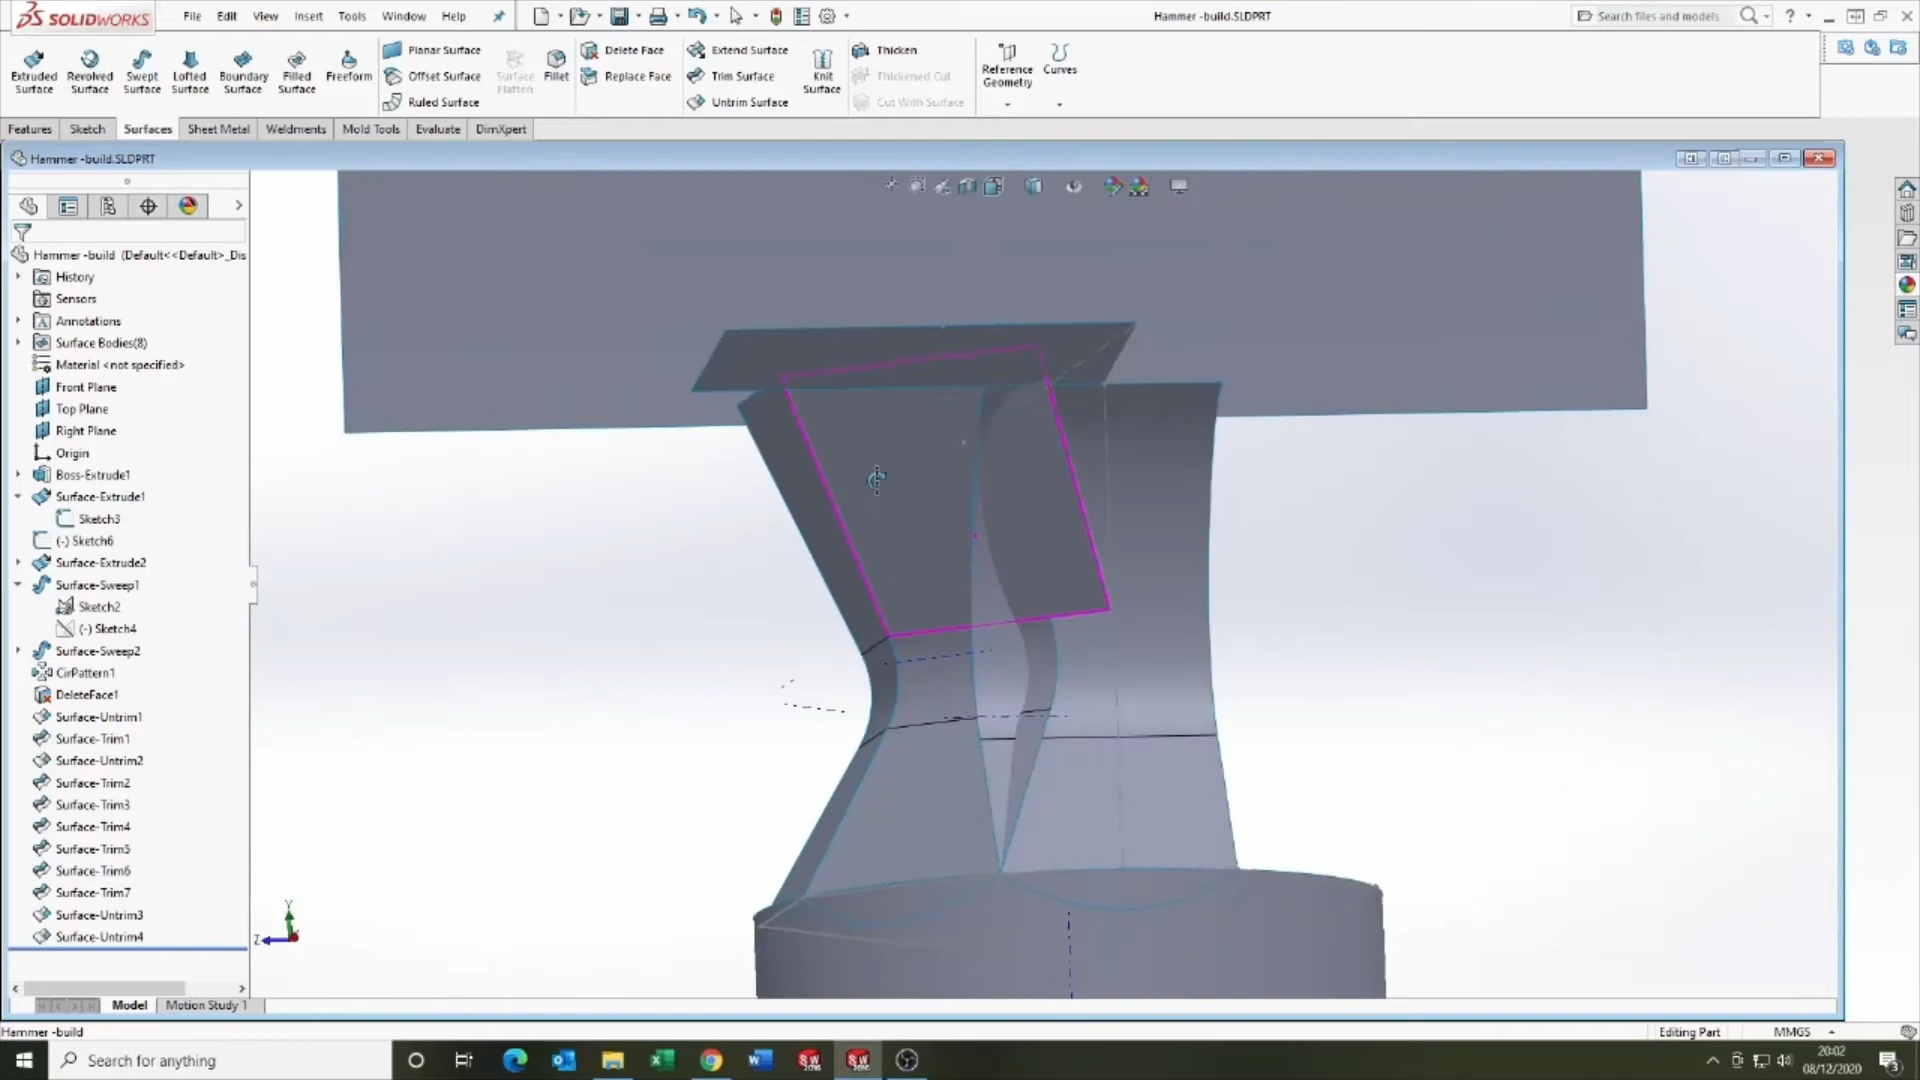 SOLIDWORKS
File Edit View Insert Tools Window Help
Hammer -build.SLDPRT
Search files and models
?
Extruded Surface
Revolved Surface
Swept Surface
Lofted Surface
Boundary Surface
Filled Surface
Freeform
Planar Surface
Offset Surface
Ruled Surface
Surface Flatten
Fillet
Delete Face
Replace Face
Extend Surface
Trim Surface
Untrim Surface
Knit Surface
Thicken
Thickened Cut
Cut With Surface
Reference Geometry
Curves
Features Sketch Surfaces Sheet Metal Weldments Mold Tools Evaluate DimXpert
Hammer -build.SLDPRT
Hammer -build (Default<<Default>_Dis
History
Sensors
Annotations
Surface Bodies(8)
Material <not specified>
Front Plane
Top Plane
Right Plane
Origin
Boss-Extrude1
Surface-Extrude1
Sketch3
(-) Sketch6
Surface-Extrude2
Surface-Sweep1
Sketch2
(-) Sketch4
Surface-Sweep2
CirPattern1
DeleteFace1
Surface-Untrim1
Surface-Trim1
Surface-Untrim2
Surface-Trim2
Surface-Trim3
Surface-Trim4
Surface-Trim5
Surface-Trim6
Surface-Trim7
Surface-Untrim3
Surface-Untrim4
Y
Z
Model Motion Study 1
Hammer -build
Editing Part
MMGS
Search for anything
20:02
08/12/2020
3